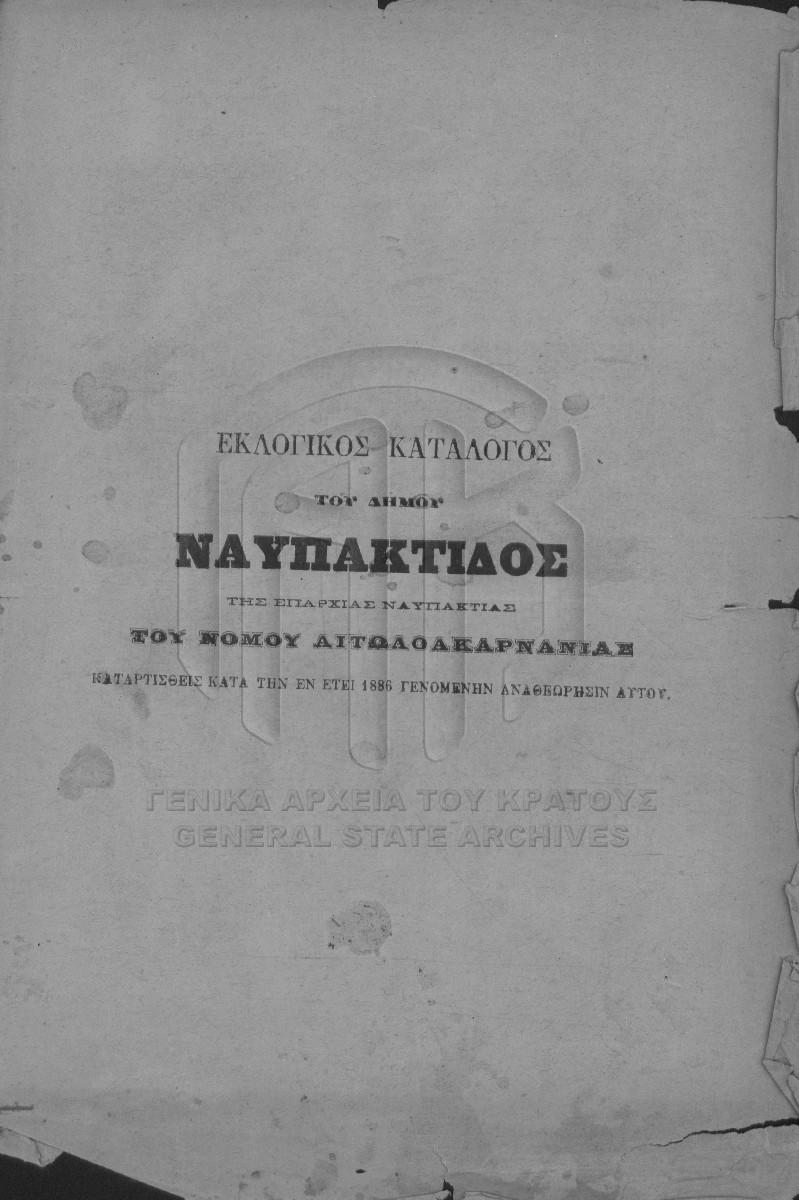 ΕΚΛΟΓΙΚΟΣ ΚΑΤΑΛΟΓΟΣ
ΤΟΥ ΔΗΜΟΥ
ΝΑΥΠΑΚΤΙΔΟΣ
ΤΗΣ ΕΠΑΡΧΙΑΣ ΝΑΥΠΑΚΤΙΑΣ
ΤΟΥ ΝΟΜΟΥ ΑΙΤΩΛΟΑΚΑΡΝΑΝΙΑΣ
ΚΑΤΑΡΤΙΣΘΕΙΣ ΚΑΤΑ ΤΗΝ ΕΝ ΕΤΕΙ 1886 ΓΕΝΟΜΕΝΗΝ ΑΝΑΘΕΩΡΗΣΙΝ ΑΥΤΟΥ.
ΓΕΝΙΚΑ ΑΡΧΕΙΑ ΤΟΥ ΚΡΑΤΟΥΣ
GENERAL STATE ARCHIVES